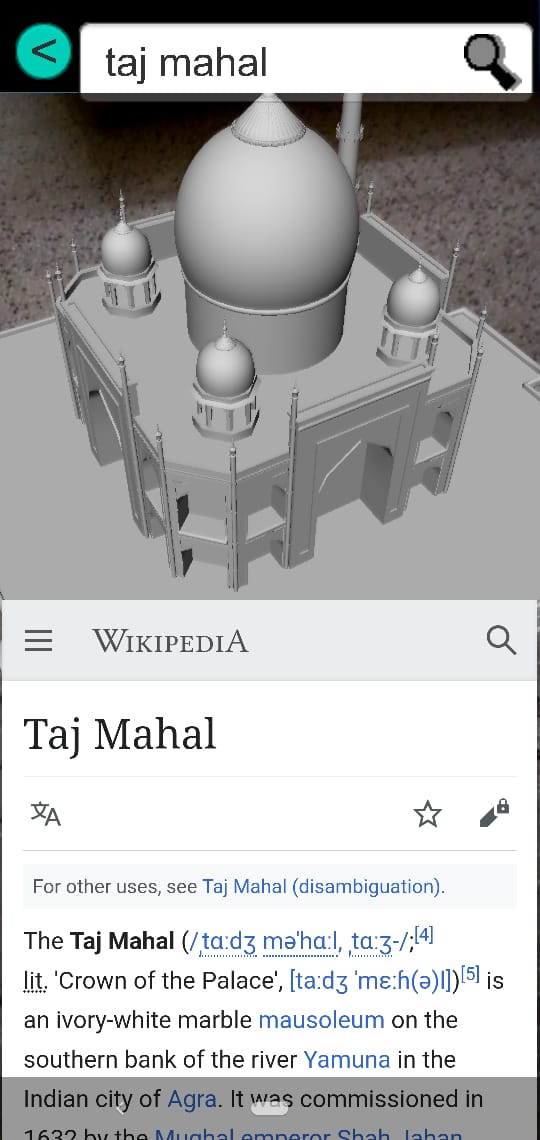 <
taj mahal
WIKIPEDIA
Taj Mahal
文A
For other uses, see Taj Mahal (disambiguation).
The Taj Mahal (/ˌtɑːdʒ məˈhɑːl, ˌtɑːʒ-/;[4]
lit. 'Crown of the Palace', [taːdʒ ˈmɛːɦ(ə)l])[5] is
an ivory-white marble mausoleum on the
southern bank of the river Yamuna in the
Indian city of Agra. It was commissioned in
1632 by the Mughal emperor Shah Jahan